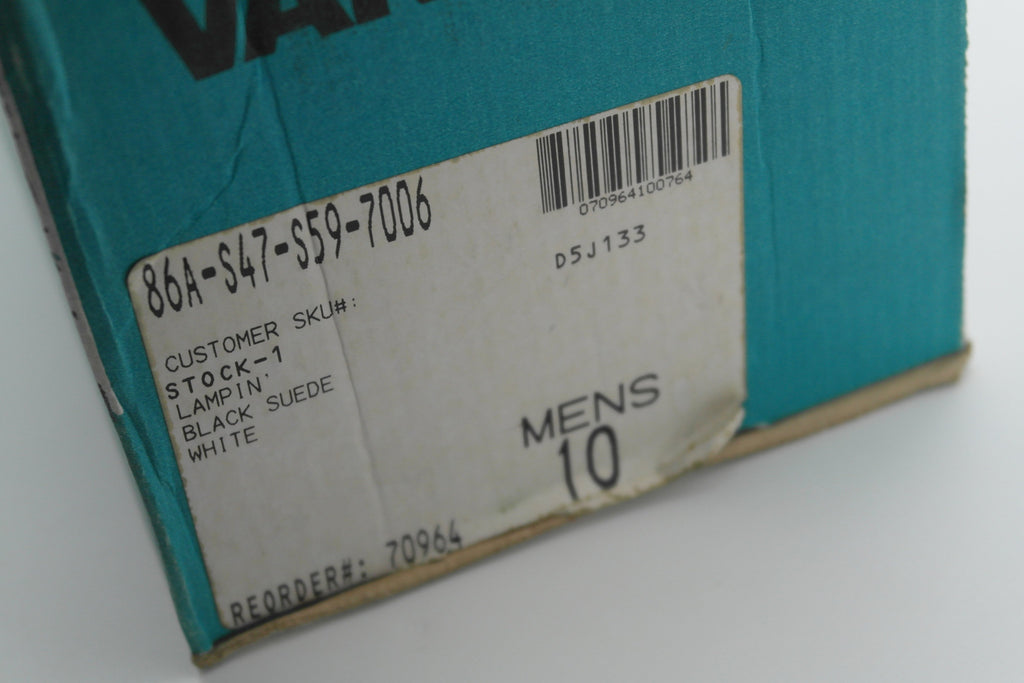 86A-S47-S59-7006
070964100764
D5J133
CUSTOMER SKU#:
STOCK-1
LAMPIN'
BLACK SUEDE
WHITE
MENS
10
REORDER#: 70964